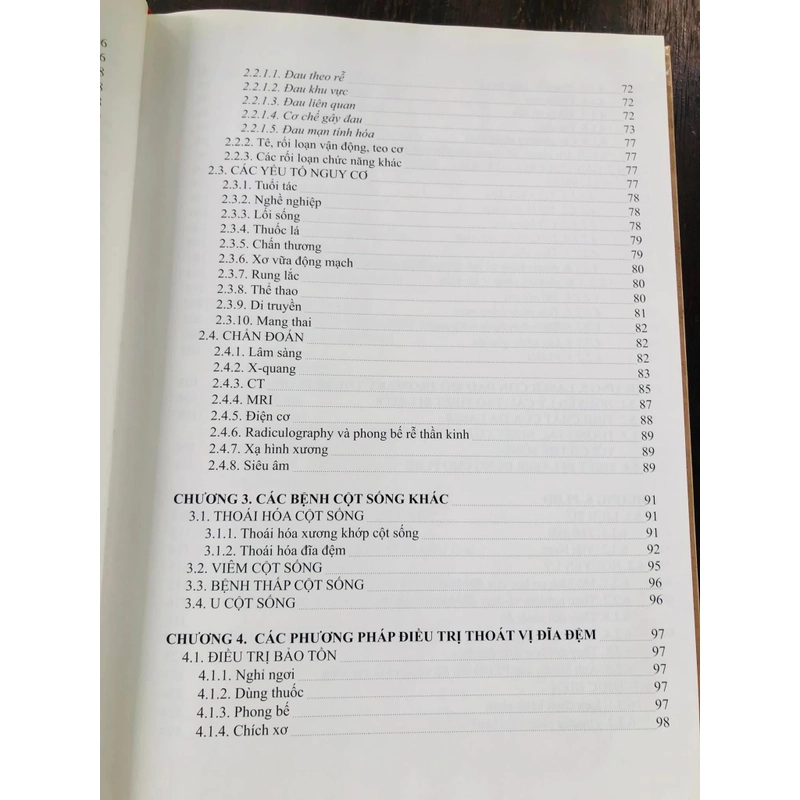 6
6
8
8
8
2.2.1.1. Đau theo rễ 72
2.2.1.2. Đau khu vực 72
2.2.1.3. Đau liên quan 72
2.2.1.4. Cơ chế gây đau 73
2.2.1.5. Đau mạn tính hóa 77
2.2.2. Tê, rối loạn vận động, teo cơ 77
2.2.3. Các rối loạn chức năng khác 77
2.3. CÁC YẾU TỐ NGUY CƠ 77
2.3.1. Tuổi tác 78
2.3.2. Nghề nghiệp 78
2.3.3. Lối sống 78
2.3.4. Thuốc lá 79
2.3.5. Chấn thương 79
2.3.6. Xơ vữa động mạch 80
2.3.7. Rung lắc 80
2.3.8. Thể thao 80
2.3.9. Di truyền 81
2.3.10. Mang thai 82
2.4. CHẨN ĐOÁN 82
2.4.1. Lâm sàng 82
2.4.2. X-quang 83
2.4.3. CT 85
2.4.4. MRI 87
2.4.5. Điện cơ 88
2.4.6. Radiculography và phong bế rễ thần kinh 89
2.4.7. Xạ hình xương 89
2.4.8. Siêu âm 89
CHƯƠNG 3. CÁC BỆNH CỘT SỐNG KHÁC 91
3.1. THOÁI HÓA CỘT SỐNG 91
3.1.1. Thoái hóa xương khớp cột sống 91
3.1.2. Thoái hóa đĩa đệm 92
3.2. VIÊM CỘT SỐNG 95
3.3. BỆNH THẤP CỘT SỐNG 96
3.4. U CỘT SỐNG 96
CHƯƠNG 4. CÁC PHƯƠNG PHÁP ĐIỀU TRỊ THOÁT VỊ ĐĨA ĐỆM 97
4.1. ĐIỀU TRỊ BẢO TỒN 97
4.1.1. Nghỉ ngơi 97
4.1.2. Dùng thuốc 97
4.1.3. Phong bế 97
4.1.4. Chích xơ 98